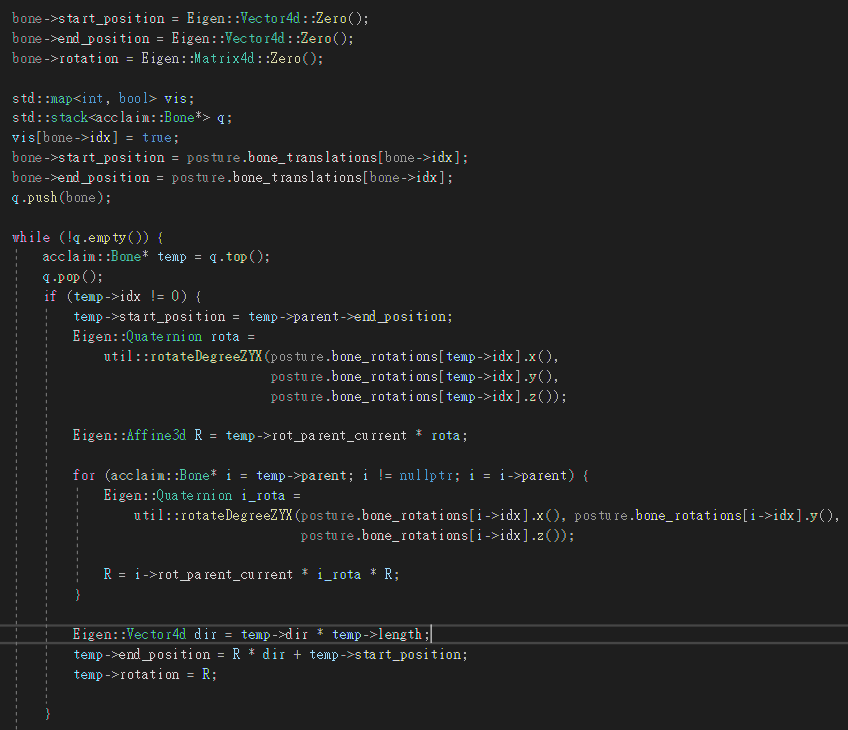 bone->start_position = Eigen::Vector4d::Zero();
bone->end_position = Eigen::Vector4d::Zero();
bone->rotation = Eigen::Matrix4d::Zero();

std::map<int, bool> vis;
std::stack<acclaim::Bone*> q;
vis[bone->idx] = true;
bone->start_position = posture.bone_translations[bone->idx];
bone->end_position = posture.bone_translations[bone->idx];
q.push(bone);

while (!q.empty()) {
    acclaim::Bone* temp = q.top();
    q.pop();
    if (temp->idx != 0) {
        temp->start_position = temp->parent->end_position;
        Eigen::Quaternion rota =
            util::rotateDegreeZYX(posture.bone_rotations[temp->idx].x(),
                                  posture.bone_rotations[temp->idx].y(),
                                  posture.bone_rotations[temp->idx].z());

        Eigen::Affine3d R = temp->rot_parent_current * rota;

        for (acclaim::Bone* i = temp->parent; i != nullptr; i = i->parent) {
            Eigen::Quaternion i_rota =
                util::rotateDegreeZYX(posture.bone_rotations[i->idx].x(), posture.bone_rotations[i->idx].y(),
                                      posture.bone_rotations[i->idx].z());

            R = i->rot_parent_current * i_rota * R;
        }

        Eigen::Vector4d dir = temp->dir * temp->length;
        temp->end_position = R * dir + temp->start_position;
        temp->rotation = R;

    }